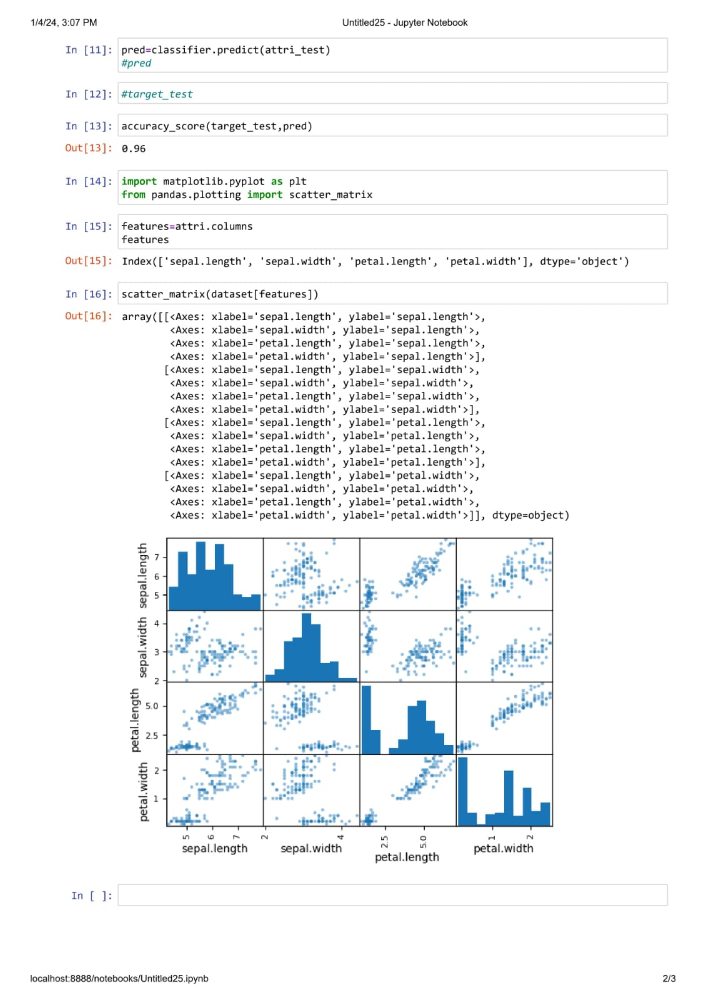 1/4/24, 3:07 PM
Untitled25 - Jupyter Notebook
In [11]: pred=classifier.predict(attri_test)
#pred
In [12]: #target_test
In [13]: accuracy_score(target_test,pred)
Out[13]: 0.96
In [14]: import matplotlib.pyplot as plt
from pandas.plotting import scatter_matrix
In [15]: features=attri.columns
features
Out[15]: Index(['sepal.length', 'sepal.width', 'petal.length', 'petal.width'], dtype='object')
In [16]: scatter_matrix(dataset[features])
Out[16]: array([[<Axes: xlabel='sepal.length', ylabel='sepal.length'>,
<Axes: xlabel='sepal.width', ylabel='sepal.length'>,
<Axes: xlabel='petal.length', ylabel='sepal.length'>,
<Axes: xlabel='petal.width', ylabel='sepal.length'>],
[<Axes: xlabel='sepal.length', ylabel='sepal.width'>,
<Axes: xlabel='sepal.width', ylabel='sepal.width'>,
<Axes: xlabel='petal.length', ylabel='sepal.width'>,
<Axes: xlabel='petal.width', ylabel='sepal.width'>],
[<Axes: xlabel='sepal.length', ylabel='petal.length'>,
<Axes: xlabel='sepal.width', ylabel='petal.length'>,
<Axes: xlabel='petal.length', ylabel='petal.length'>,
<Axes: xlabel='petal.width', ylabel='petal.length'>],
[<Axes: xlabel='sepal.length', ylabel='petal.width'>,
<Axes: xlabel='sepal.width', ylabel='petal.width'>,
<Axes: xlabel='petal.length', ylabel='petal.width'>,
<Axes: xlabel='petal.width', ylabel='petal.width'>]], dtype=object)
sepal.length
7
6
5
sepal.width
4
3
2
petal.length
5.0
2.5
petal.width
2
1
5 6 7 2 4 2.5 5.0 1 2
sepal.length sepal.width petal.length petal.width
In [ ]:
localhost:8888/notebooks/Untitled25.ipynb
2/3